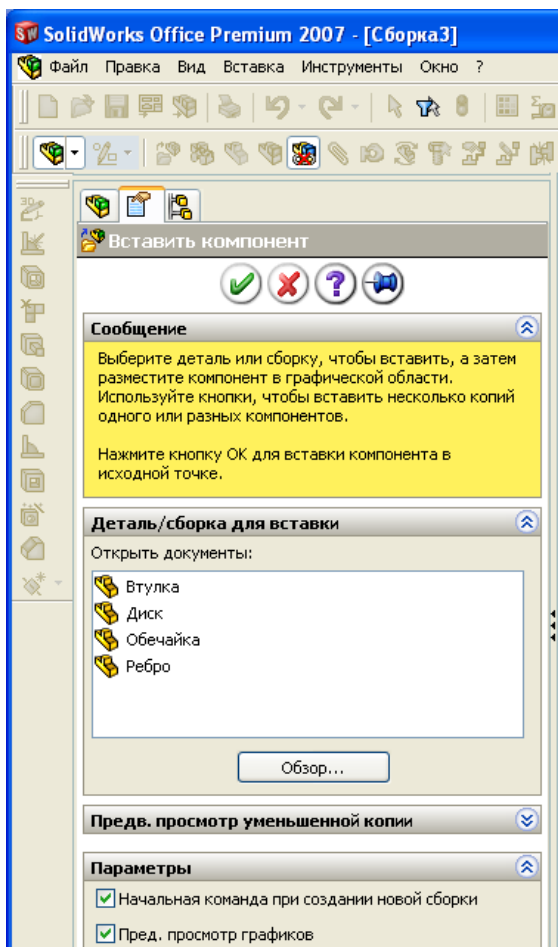 SolidWorks Office Premium 2007 - [Сборка3]
Файл Правка Вид Вставка Инструменты Окно ?
3D
Вставить компонент
Сообщение
Выберите деталь или сборку, чтобы вставить, а затем
разместите компонент в графической области.
Используйте кнопки, чтобы вставить несколько копий
одного или разных компонентов.
Нажмите кнопку ОК для вставки компонента в
исходной точке.
Деталь/сборка для вставки
Открыть документы:
Втулка
Диск
Обечайка
Ребро
Обзор...
Предв. просмотр уменьшенной копии
Параметры
Начальная команда при создании новой сборки
Пред. просмотр графиков